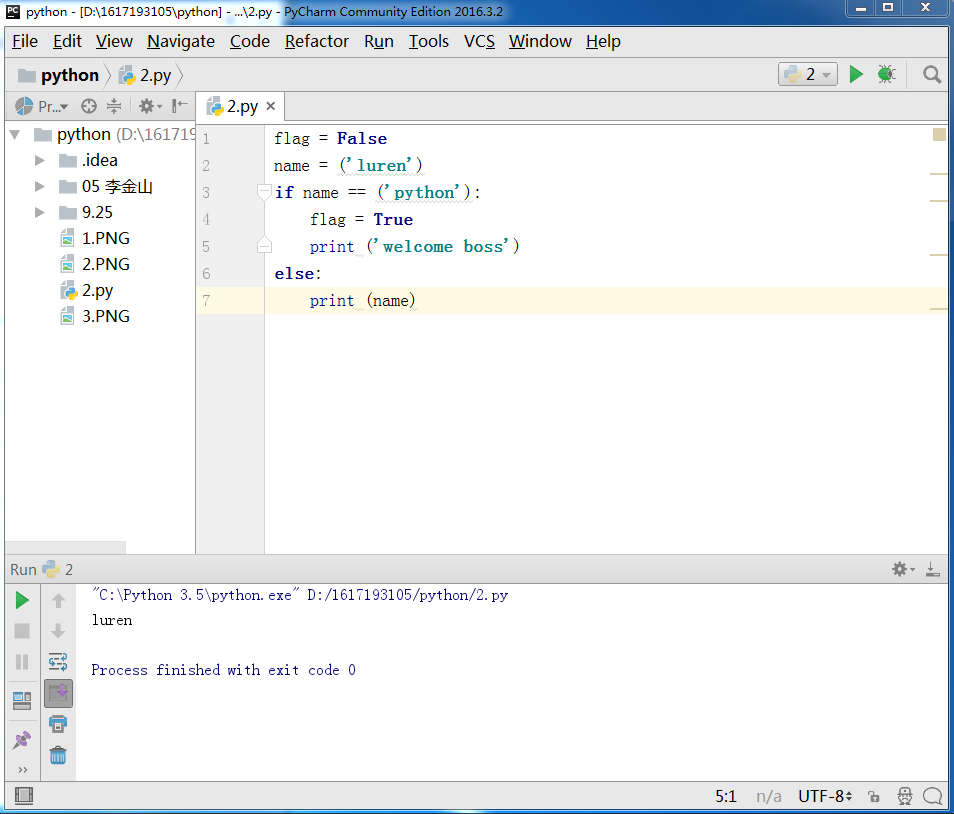 python - [D:\1617193105\python] - ...\2.py - PyCharm Community Edition 2016.3.2
File Edit View Navigate Code Refactor Run Tools VCS Window Help
python 2.py 2
Pr... 2.py
python (D:\16171
.idea
05 李金山
9.25
1.PNG
2.PNG
2.py
3.PNG
1 flag = False
2 name = ('luren')
3 if name == ('python'):
4 flag = True
5 print ('welcome boss')
6 else:
7 print (name)
Run 2
"C:\Python 3.5\python.exe" D:/1617193105/python/2.py
luren
Process finished with exit code 0
5:1 n/a UTF-8